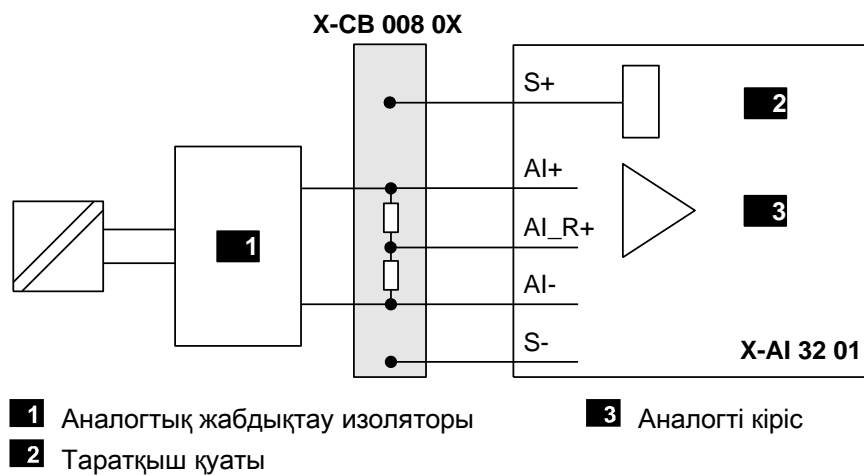 X-CB 008 0X
S+
2
AI+
1
3
AI_R+
AI-
S-
X-AI 32 01
1 Аналогтық жабдықтау изоляторы
3 Аналогті кіріс
2 Таратқыш қуаты